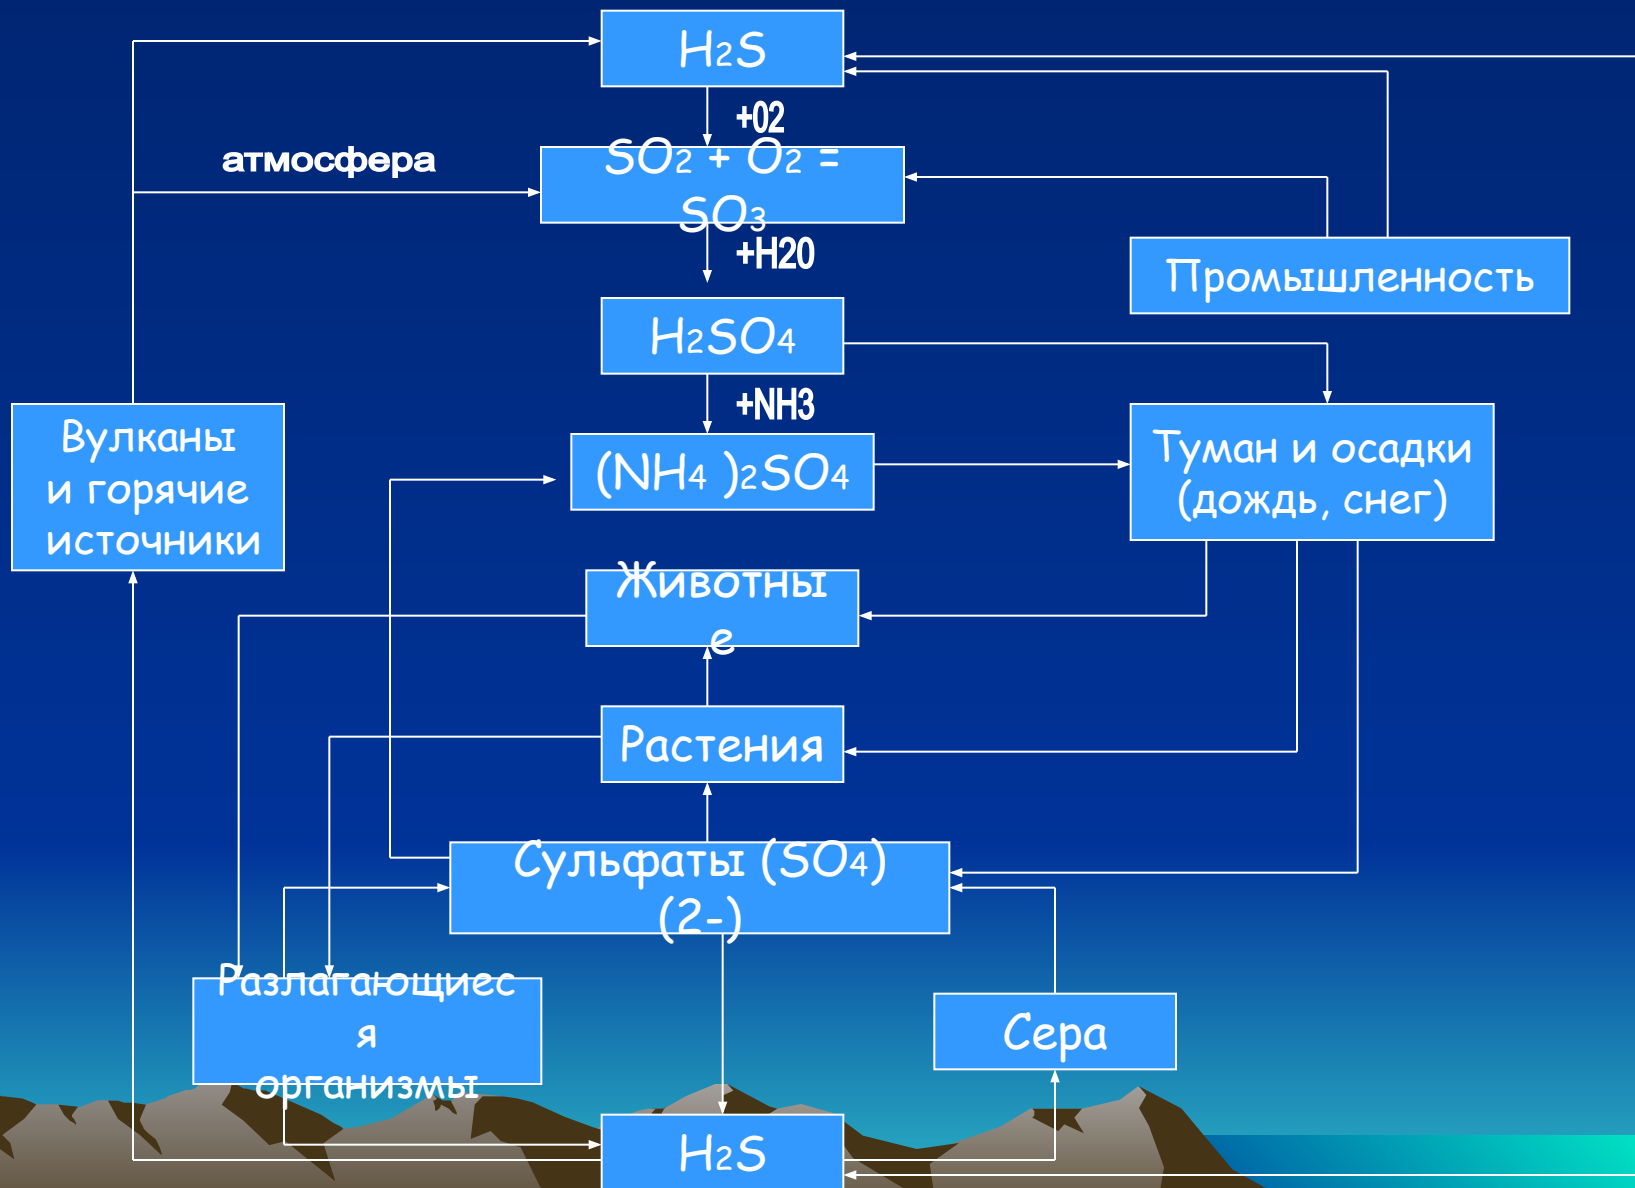 H2S
+02
атмосфера
SO2 + O2 =
SO3
+H20
Промышленность
H2SO4
+NH3
Вулканы
и горячие
источники
(NH4 )2SO4
Туман и осадки
(дождь, снег)
Животны
е
Растения
Сульфаты (SO4)
(2-)
Разлагающиес
я
организмы
Сера
H2S